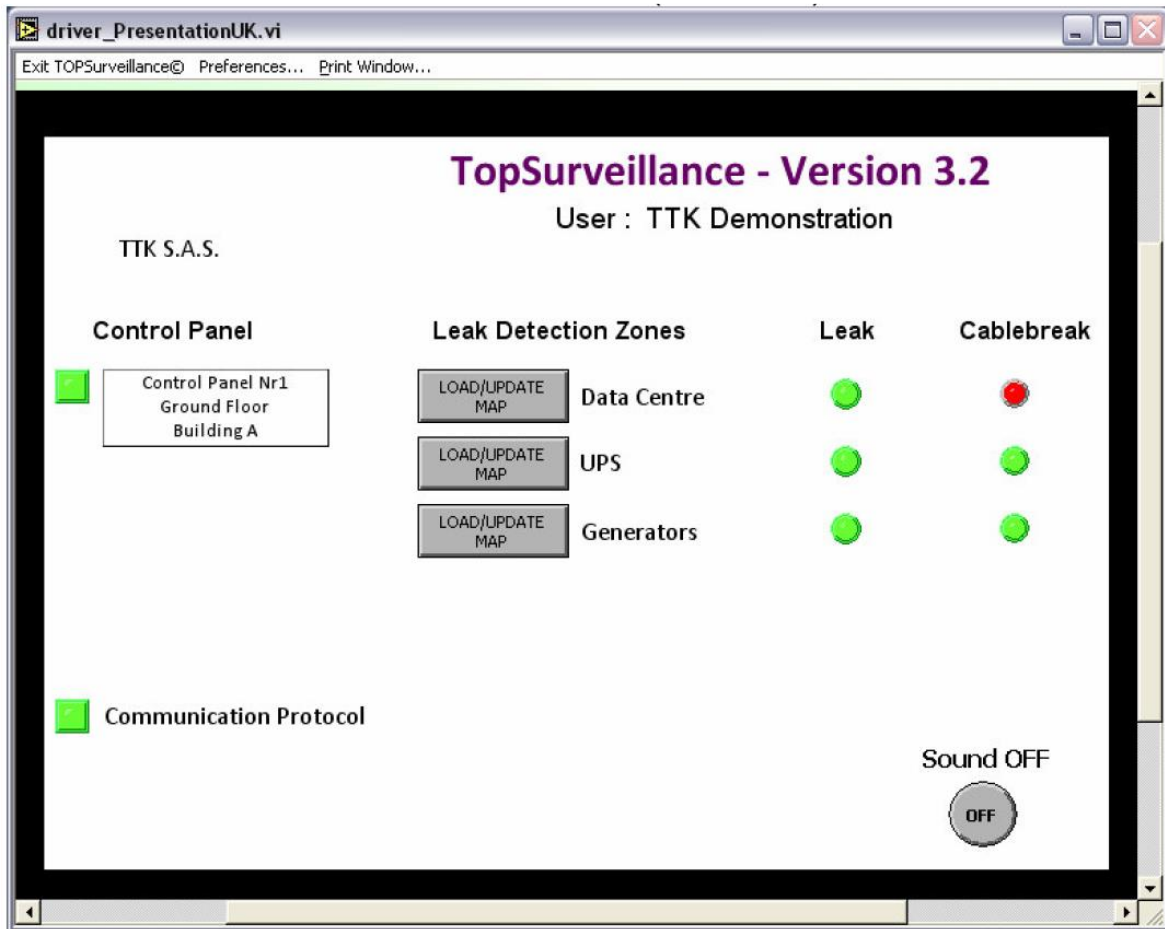 driver_PresentationUK.vi
Exit TOPSurveillance© Preferences... Print Window...
TopSurveillance - Version 3.2
User : TTK Demonstration
TTK S.A.S.
Control Panel Leak Detection Zones Leak Cablebreak
Control Panel Nr1
Ground Floor
Building A
LOAD/UPDATE
MAP
Data Centre
LOAD/UPDATE
MAP
UPS
LOAD/UPDATE
MAP
Generators
Communication Protocol
Sound OFF
OFF